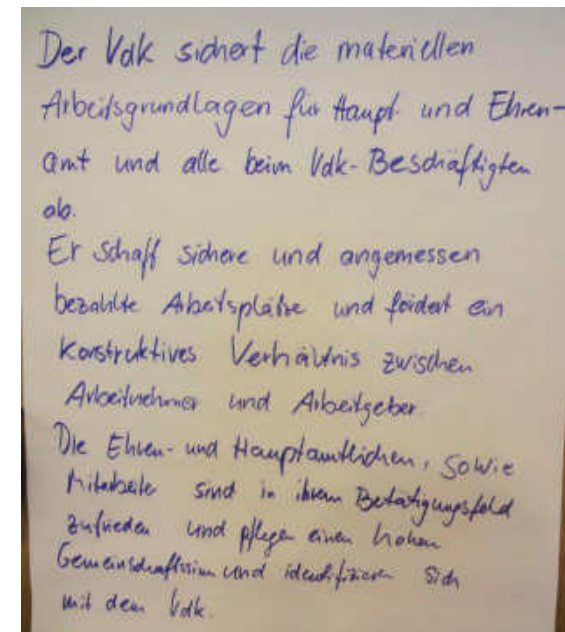 Der VdK sichert die materiellen
Arbeitsgrundlagen für Haupt- und Ehren-
amt und alle beim VdK-Beschäftigten
ab.
Er schaff sichere und angemessen
bezahlte Arbeitsplätze und fördert ein
Konstruktives Verhältnis zwischen
Arbeitnehmer und Arbeitgeber.
Die Ehren- und Hauptamtlichen, sowie
Mitarbeiter sind in ihrem Betätigungsfeld
zufrieden und pflegen einen hohen
Gemeinschaftssinn und identifizieren sich
mit dem VdK.